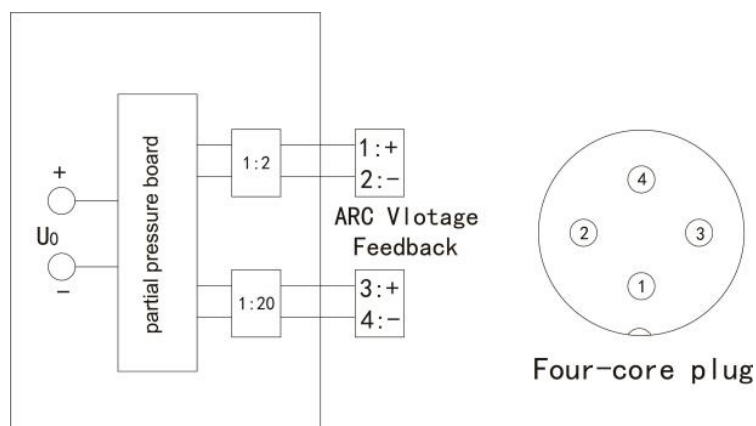 +
U0
-
partial pressure board
1:2
1:20
1:+
2:-
ARC Vlotage
Feedback
3:+
4:-
4
2
3
1
Four-core plug